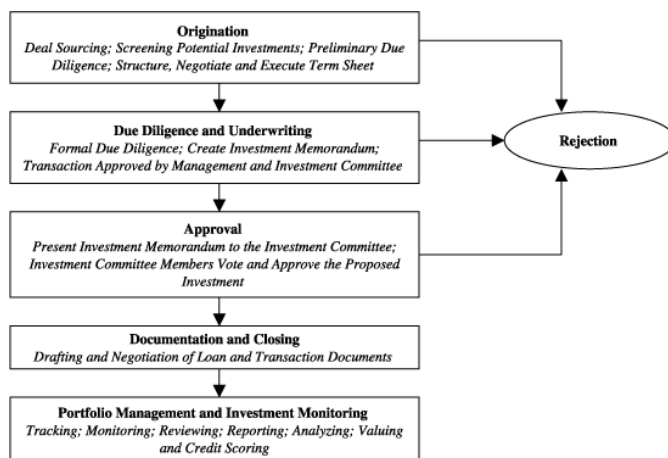 Origination
Deal Sourcing; Screening Potential Investments; Preliminary Due
Diligence; Structure, Negotiate and Execute Term Sheet
Due Diligence and Underwriting
Formal Due Diligence; Create Investment Memorandum;
Transaction Approved by Management and Investment Committee
Rejection
Approval
Present Investment Memorandum to the Investment Committee;
Investment Committee Members Vote and Approve the Proposed
Investment
Documentation and Closing
Drafting and Negotiation of Loan and Transaction Documents
Portfolio Management and Investment Monitoring
Tracking; Monitoring; Reviewing; Reporting; Analyzing; Valuing
and Credit Scoring